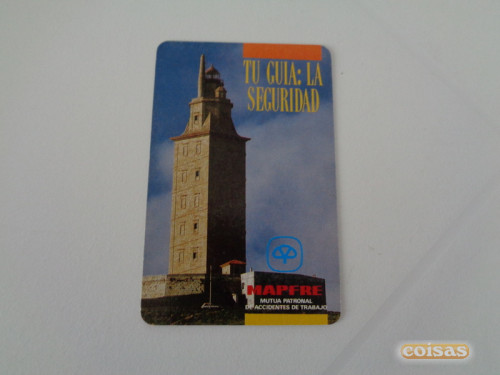 TU GUIA: LA
SEGURIDAD
MAPFRE
MUTUA PATRONAL
DE ACCIDENTES DE TRABAJO
coisas